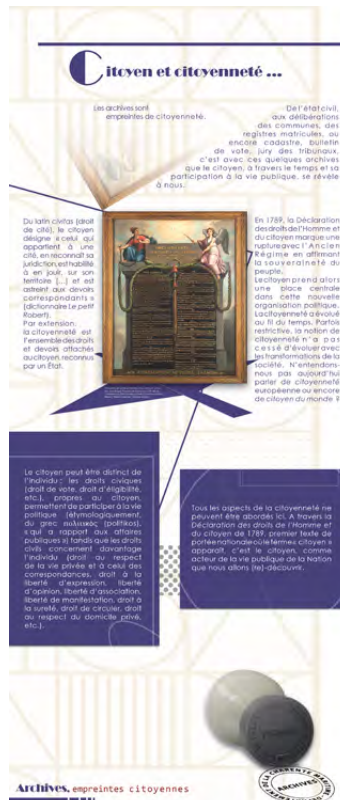 Citoyen et citoyenneté ...
Les archives sont
empreintes de citoyenneté.
De l'état civil,
aux délibérations
des communes, des
registres matricules, ou
encore cadastre, bulletin
de vote, jury des tribunaux,
c'est avec ces quelques archives
que le citoyen, à travers le temps et sa
participation à la vie publique, se révèle
à nous.
Du latin civitas (droit
de cité), le citoyen
désigne « celui qui
appartient à une
cité, en reconnaît sa
juridiction, est habilité
à en jouir, sur son
territoire [...] et est
astreint aux devoirs
correspondants »
(dictionnaire Le petit
Robert).
Par extension,
la citoyenneté est
l'ensemble des droits
et devoirs attachés
au citoyen reconnus
par un État.
En 1789, la Déclaration
des droits de l'Homme et
du citoyen marque une
rupture avec l'Ancien
Régime en affirmant
la souveraineté du
peuple.
Le citoyen prend alors
une place centrale
dans cette nouvelle
organisation politique.
La citoyenneté a évolué
au fil du temps. Parfois
restrictive, la notion de
citoyenneté n'a pas
cessé d'évoluer avec
les transformations de la
société. N'entendons-
nous pas aujourd'hui
parler de citoyenneté
européenne ou encore
de citoyen du monde ?
Le citoyen peut être distinct de
l'individu : les droits civiques
(droit de vote, droit d'éligibilité,
etc.), propres au citoyen,
permettent de participer à la vie
politique (étymologiquement,
du grec πολιτικός (politikos),
« qui a rapport aux affaires
publiques ») tandis que les droits
civils concernent davantage
l'individu (droit au respect
de la vie privée et à celui des
correspondances, droit à la
liberté d'expression, liberté
d'opinion, liberté d'association,
liberté de manifestation, droit à
la sureté, droit de circuler, droit
au respect du domicile privé,
etc.).
Tous les aspects de la citoyenneté ne
peuvent être abordés ici. A travers la
Déclaration des droits de l'Homme et
du citoyen de 1789, premier texte de
portée nationale où le terme « citoyen »
apparaît, c'est le citoyen, comme
acteur de la vie publique de la Nation
que nous allons (re)-découvrir.
Archives, empreintes citoyennes
CHARENTE MARITIME
ARCHIVES